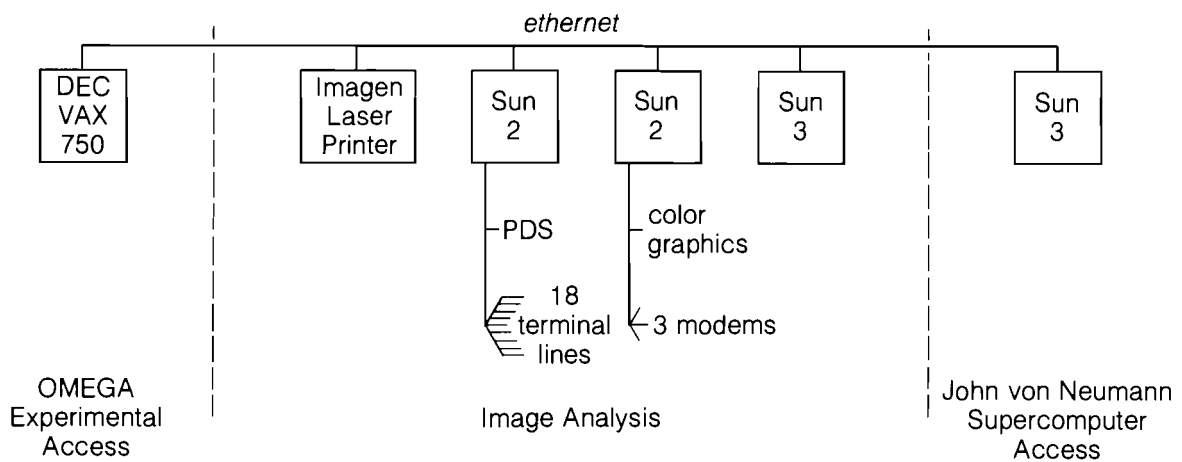 ethernet
DEC
VAX
750
Imagen
Laser
Printer
Sun
2
Sun
2
Sun
3
Sun
3
PDS
color
graphics
18
terminal
lines
3 modems
OMEGA
Experimental
Access
Image Analysis
John von Neumann
Supercomputer
Access